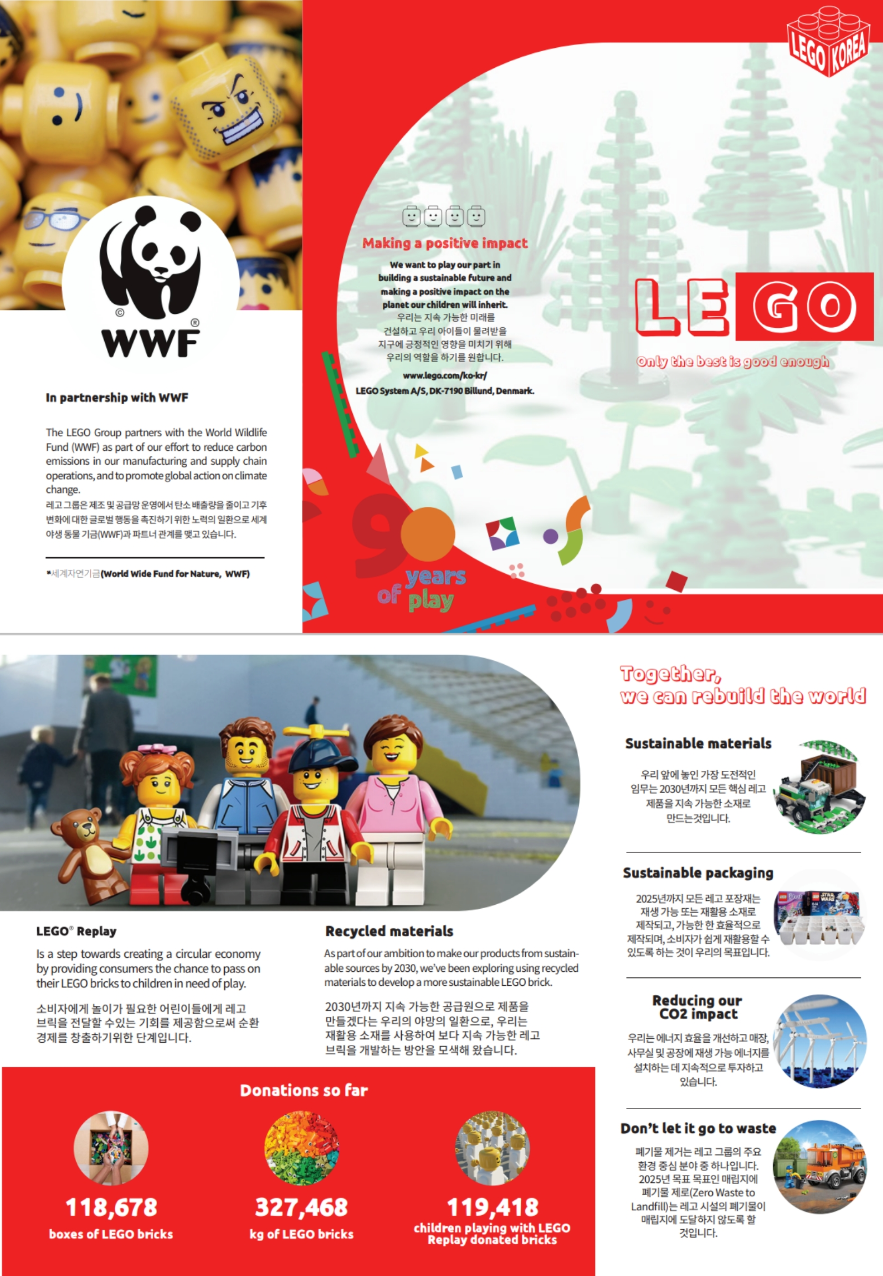 LEGO KOREA
©
®
WWF
In partnership with WWF
The LEGO Group partners with the World Wildlife
Fund (WWF) as part of our effort to reduce carbon
emissions in our manufacturing and supply chain
operations, and to promote global action on climate
change.
레고 그룹은 제조 및 공급망 운영에서 탄소 배출량을 줄이고 기후
변화에 대한 글로벌 행동을 촉진하기 위한 노력의 일환으로 세계
야생 동물 기금(WWF)과 파트너 관계를 맺고 있습니다.
*세계자연기금(World Wide Fund for Nature, WWF)
Making a positive impact
We want to play our part in
building a sustainable future and
making a positive impact on the
planet our children will inherit.
우리는 지속 가능한 미래를
건설하고 우리 아이들이 물려받을
지구에 긍정적인 영향을 미치기 위해
우리의 역할을 하기를 원합니다.
www.lego.com/ko-kr/
LEGO System A/S, DK-7190 Billund, Denmark.
90
years
of play
LEGO
Only the best is good enough
LEGO® Replay
Is a step towards creating a circular economy
by providing consumers the chance to pass on
their LEGO bricks to children in need of play.
소비자에게 놀이가 필요한 어린이들에게 레고
브릭을 전달할 수있는 기회를 제공함으로써 순환
경제를 창출하기위한 단계입니다.
Recycled materials
As part of our ambition to make our products from sustain-
able sources by 2030, we've been exploring using recycled
materials to develop a more sustainable LEGO brick.
2030년까지 지속 가능한 공급원으로 제품을
만들겠다는 우리의 야망의 일환으로, 우리는
재활용 소재를 사용하여 보다 지속 가능한 레고
브릭을 개발하는 방안을 모색해 왔습니다.
Donations so far
118,678
boxes of LEGO bricks
327,468
kg of LEGO bricks
119,418
children playing with LEGO
Replay donated bricks
Together,
we can rebuild the world
Sustainable materials
우리 앞에 놓인 가장 도전적인
임무는 2030년까지 모든 핵심 레고
제품을 지속 가능한 소재로
만드는것입니다.
Sustainable packaging
2025년까지 모든 레고 포장재는
재생 가능 또는 재활용 소재로
제작되고, 가능한 한 효율적으로
제작되며, 소비자가 쉽게 재활용할 수
있도록 하는 것이 우리의 목표입니다.
STAR WARS
Reducing our
CO2 impact
우리는 에너지 효율을 개선하고 매장,
사무실 및 공장에 재생 가능 에너지를
설치하는 데 지속적으로 투자하고
있습니다.
Don't let it go to waste
폐기물 제거는 레고 그룹의 주요
환경 중심 분야 중 하나입니다.
2025년 목표 목표인 매립지에
폐기물 제로(Zero Waste to
Landfill)는 레고 시설의 폐기물이
매립지에 도달하지 않도록 할
것입니다.